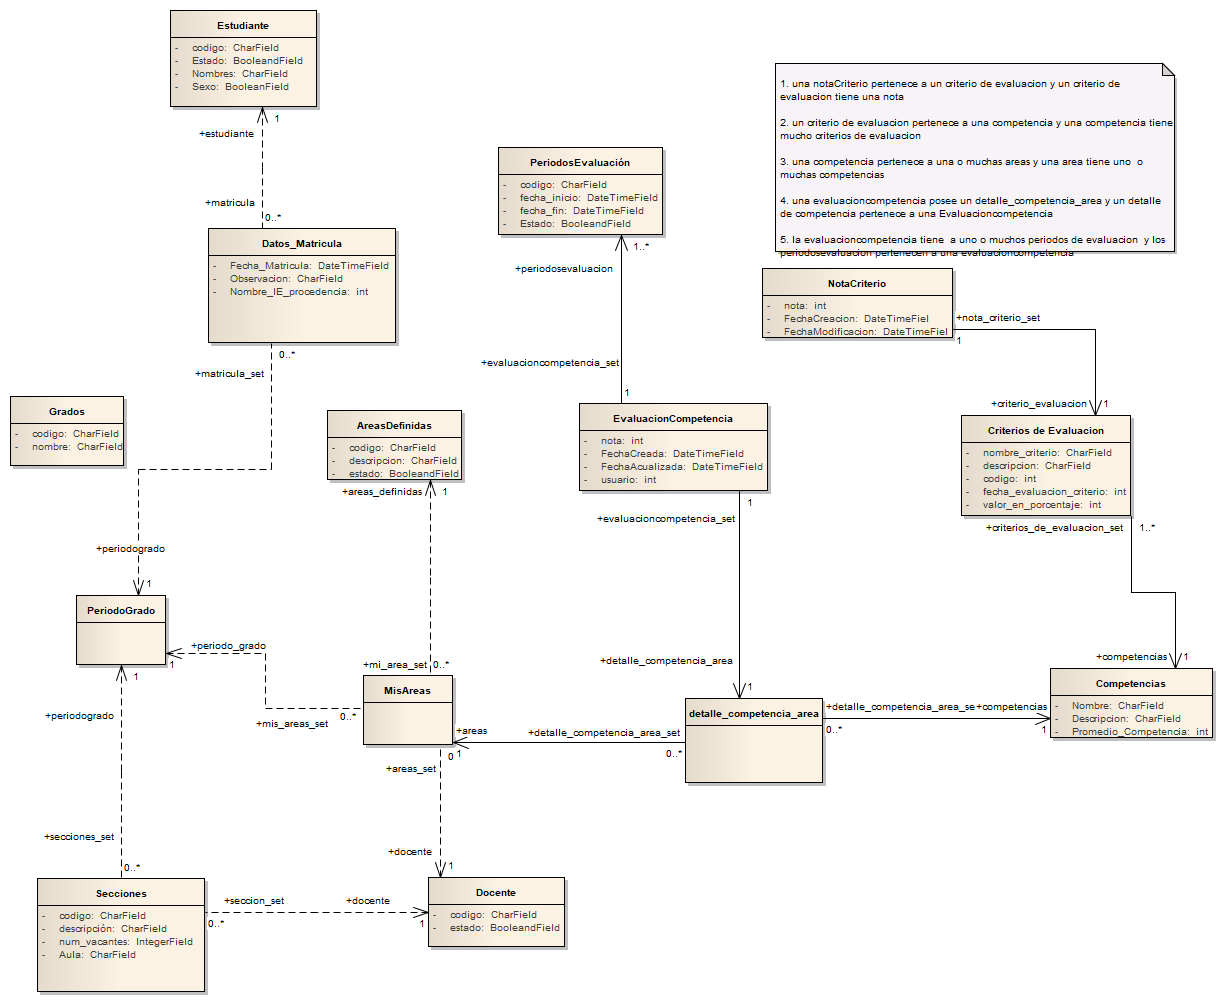 Estudiante
- codigo: CharField
- Estado: BooleandField
- Nombres: CharField
- Sexo: BooleanField
1
+estudiante
+matricula
0..*
Datos_Matricula
- Fecha_Matricula: DateTimeField
- Observacion: CharField
- Nombre_IE_procedencia: int
0..*
+matricula_set
+periodogrado
1
PeriodosEvaluación
- codigo: CharField
- fecha_inicio: DateTimeField
- fecha_fin: DateTimeField
- Estado: BooleandField
1..*
+periodosevaluacion
+evaluacioncompetencia_set
1
1. una notaCriterio pertenece a un criterio de evaluacion y un criterio de
evaluacion tiene una nota
2. un criterio de evaluacion pertenece a una competencia y una competencia tiene
mucho criterios de evaluacion
3. una competencia pertenece a una o muchas areas y una area tiene uno o
muchas competencias
4. una evaluacioncompetencia posee un detalle_competencia_area y un detalle
de competencia pertenece a una Evaluacioncompetencia
5. la evaluacioncompetencia tiene a uno o muchos periodos de evaluacion y los
periodosevaluacion pertenecen a una evaluacioncompetencia
NotaCriterio
- nota: int
- FechaCreacion: DateTimeFiel
- FechaModificacion: DateTimeFiel
+nota_criterio_set
1
+criterio_evaluacion
1
Grados
- codigo: CharField
- nombre: CharField
AreasDefinidas
- codigo: CharField
- descripcion: CharField
- estado: BooleandField
+areas_definidas
1
EvaluacionCompetencia
- nota: int
- FechaCreada: DateTimeField
- FechaAcualizada: DateTimeField
- usuario: int
1
+evaluacioncompetencia_set
+detalle_competencia_area
1
Criterios de Evaluacion
- nombre_criterio: CharField
- descripcion: CharField
- codigo: int
- fecha_evaluacion_criterio: int
- valor_en_porcentaje: int
+criterios_de_evaluacion_set
1..*
+competencias
1
PeriodoGrado
+periodo_grado
1
1
+mi_area_set
0..*
MisAreas
0..*
+mis_areas_set
+areas
0
1
+detalle_competencia_area_set
0..*
detalle_competencia_area
+detalle_competencia_area_se
+competencias
0..*
1
Competencias
- Nombre: CharField
- Descripcion: CharField
- Promedio_Competencia: int
+periodogrado
+areas_set
+secciones_set
0..*
+docente
1
Secciones
- codigo: CharField
- descripción: CharField
- num_vacantes: IntegerField
- Aula: CharField
+seccion_set
+docente
0..*
1
Docente
- codigo: CharField
- estado: BooleandField